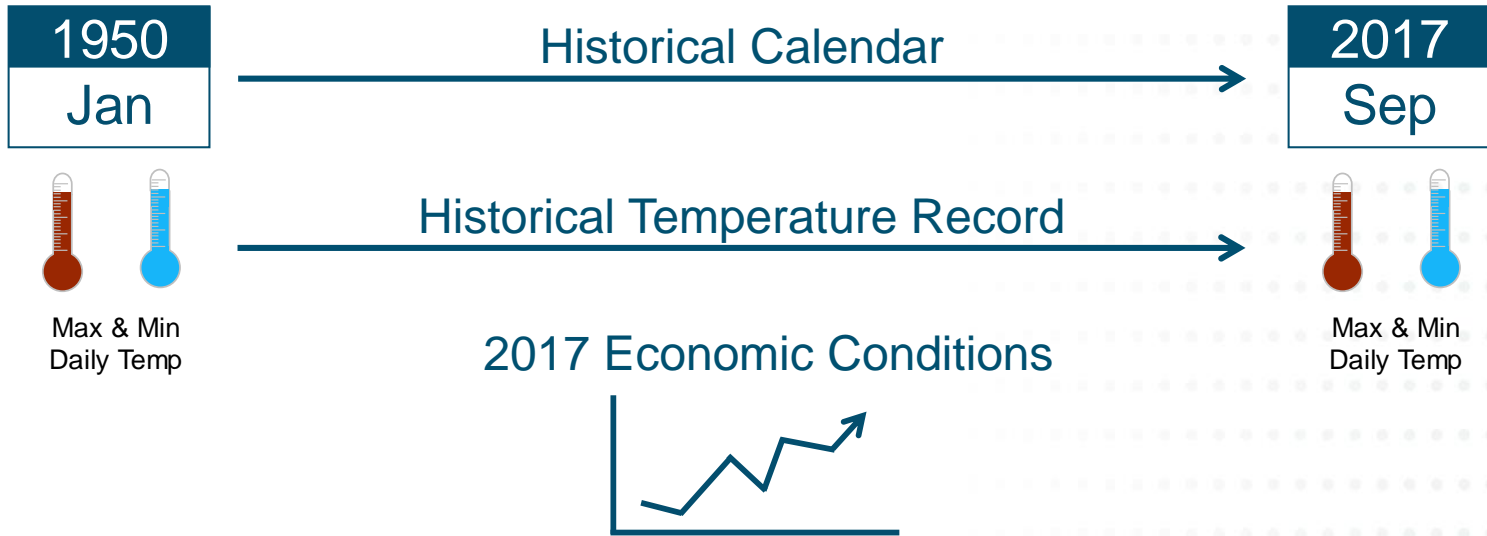 1950
Jan
Historical Calendar
2017
Sep
Historical Temperature Record
Max & Min
Daily Temp
Max & Min
Daily Temp
2017 Economic Conditions